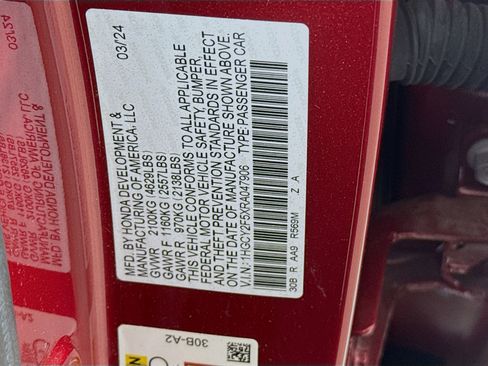 MFD. BY HONDA DEVELOPMENT & 03/24
MANUFACTURING OF AMERICA, LLC
GVWR 2100KG (4629LBS)
GAWR F 1160KG (2557LBS)
GAWR R 970KG (2138LBS)
THIS VEHICLE CONFORMS TO ALL APPLICABLE
FEDERAL MOTOR VEHICLE SAFETY, BUMPER,
AND THEFT PREVENTION STANDARDS IN EFFECT
ON THE DATE OF MANUFACTURE SHOWN ABOVE.
V.I.N.:1HGCY2F5XRA047906 TYPE:PASSENGER CAR
30B R AA9 R569M Z A
30B-A2